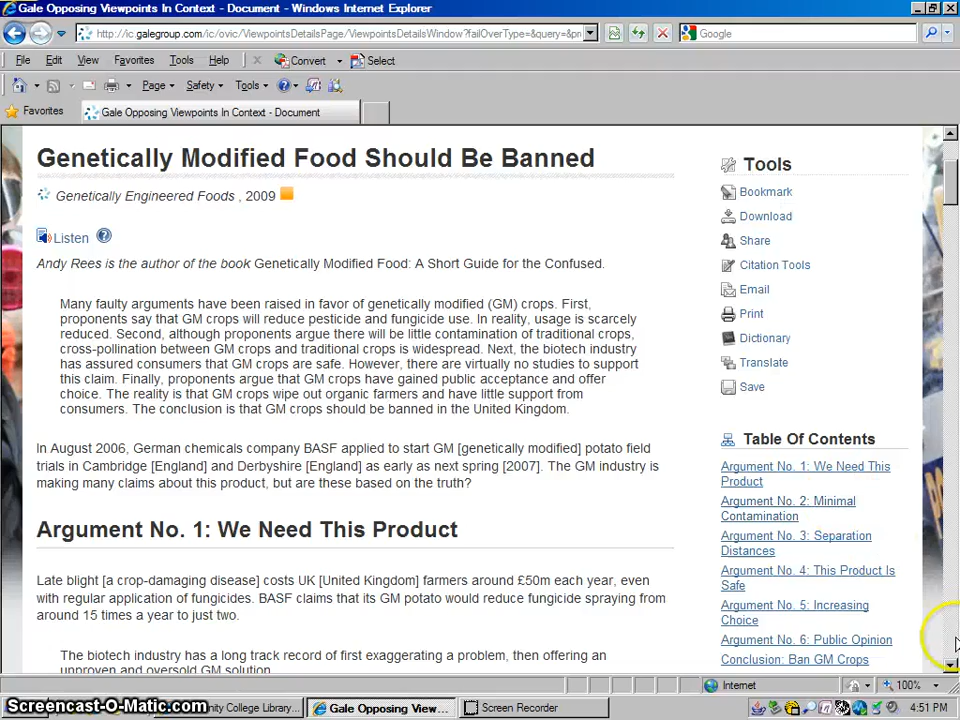 Gale Opposing Viewpoints In Context - Document - Windows Internet Explorer
http://ic.galegroup.com/ic/ovic/ViewpointsDetailsPage/ViewpointsDetailsWindow?failOverType=&query=&pr
Google
File Edit View Favorites Tools Help
Convert
Select
Page
Safety
Tools
Favorites
Gale Opposing Viewpoints In Context - Document
Genetically Modified Food Should Be Banned
Genetically Engineered Foods , 2009
Listen
Andy Rees is the author of the book Genetically Modified Food: A Short Guide for the Confused.
Many faulty arguments have been raised in favor of genetically modified (GM) crops. First,
proponents say that GM crops will reduce pesticide and fungicide use. In reality, usage is scarcely
reduced. Second, although proponents argue there will be little contamination of traditional crops,
cross-pollination between GM crops and traditional crops is widespread. Next, the biotech industry
has assured consumers that GM crops are safe. However, there are virtually no studies to support
this claim. Finally, proponents argue that GM crops have gained public acceptance and offer
choice. The reality is that GM crops wipe out organic farmers and have little support from
consumers. The conclusion is that GM crops should be banned in the United Kingdom.
In August 2006, German chemicals company BASF applied to start GM [genetically modified] potato field
trials in Cambridge [England] and Derbyshire [England] as early as next spring [2007]. The GM industry is
making many claims about this product, but are these based on the truth?
Argument No. 1: We Need This Product
Late blight [a crop-damaging disease] costs UK [United Kingdom] farmers around £50m each year, even
with regular application of fungicides. BASF claims that its GM potato would reduce fungicide spraying from
around 15 times a year to just two.
The biotech industry has a long track record of first exaggerating a problem, then offering an
unproven and oversold GM solution.
Tools
Bookmark
Download
Share
Citation Tools
Email
Print
Dictionary
Translate
Save
Table Of Contents
Argument No. 1: We Need This
Product
Argument No. 2: Minimal
Contamination
Argument No. 3: Separation
Distances
Argument No. 4: This Product Is
Safe
Argument No. 5: Increasing
Choice
Argument No. 6: Public Opinion
Conclusion: Ban GM Crops
Internet
100%
Screencast-O-Matic.com
nity College Library...
Gale Opposing View...
Screen Recorder
4:51 PM